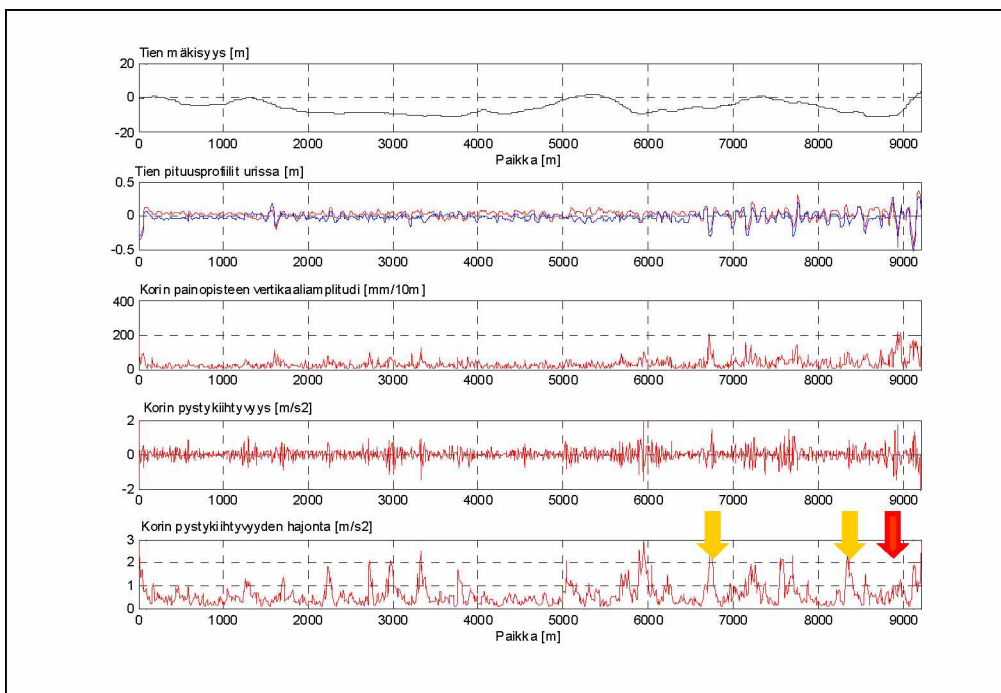 Tien mäkisyys [m]
20
0
-20
0 1000 2000 3000 4000 5000 6000 7000 8000 9000
Paikka [m]
Tien pituusprofiilit urissa [m]
0.5
0
-0.5
0 1000 2000 3000 4000 5000 6000 7000 8000 9000
Korin painopisteen vertikaaliamplitudi [mm/10m]
400
200
0
0 1000 2000 3000 4000 5000 6000 7000 8000 9000
Korin pystykiihtyvyys [m/s2]
2
0
-2
0 1000 2000 3000 4000 5000 6000 7000 8000 9000
Korin pystykiihtyvyyden hajonta [m/s2]
3
2
1
0
0 1000 2000 3000 4000 5000 6000 7000 8000 9000
Paikka [m]